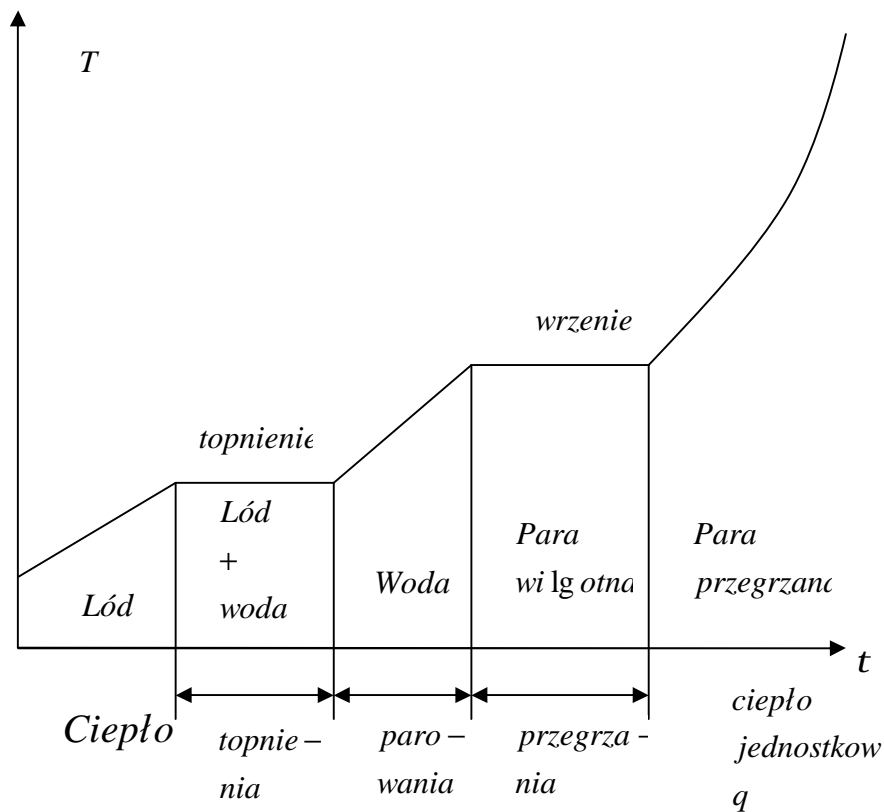 T
wrzenie
topnienie
Lód
+
woda
Para
wi lg otna
Para
przegrzana
Woda
Lód
t
Ciepło
topnie –
nia
paro –
wania
przegrza -
nia
ciepło
jednostkow
q